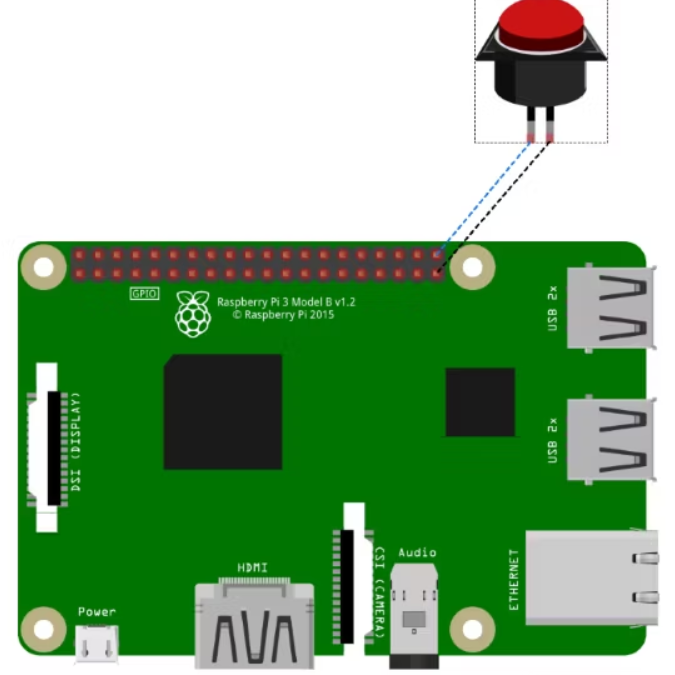 GPIO
Raspberry Pi 3 Model B v1.2
© Raspberry Pi 2015
USB 2x
DSI (DISPLAY)
USB 2x
CSI (CAMERA)
Audio
ETHERNET
HDMI
Power